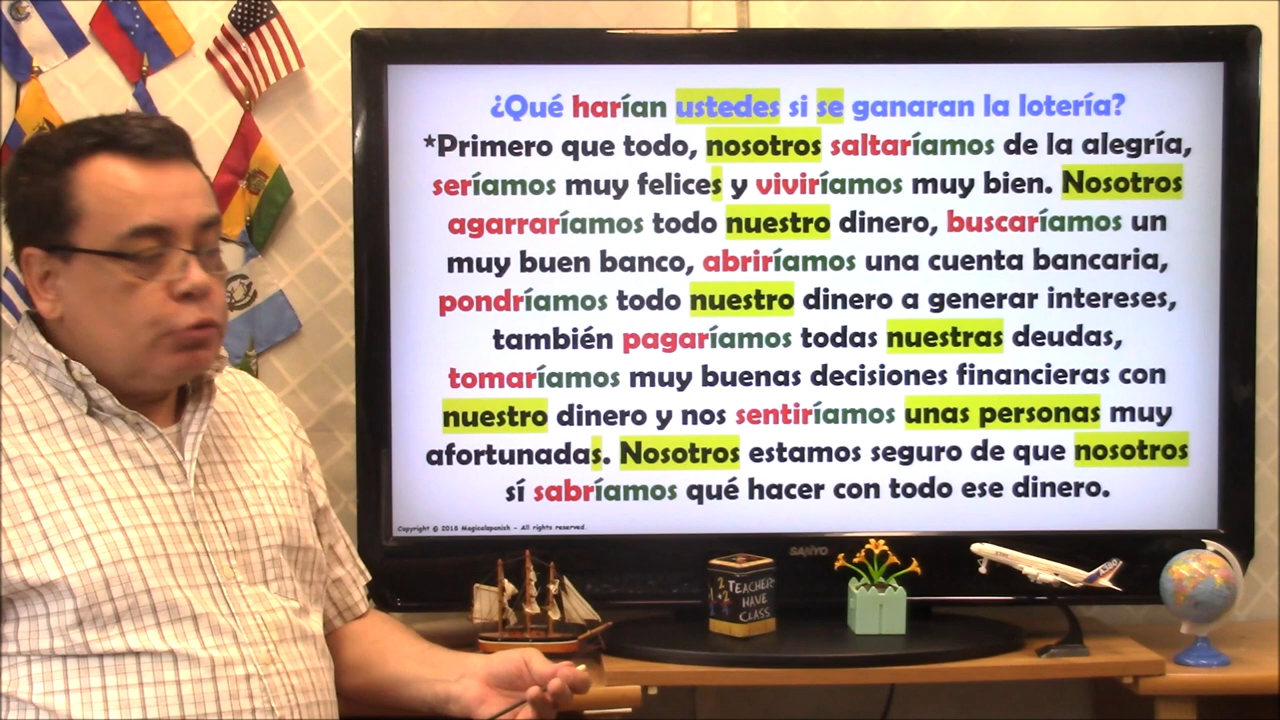 ¿Qué harían ustedes si se ganaran la lotería?
*Primero que todo, nosotros saltaríamos de la alegría,
seríamos muy felices y viviríamos muy bien. Nosotros
agarraríamos todo nuestro dinero, buscaríamos un
muy buen banco, abriríamos una cuenta bancaria,
pondríamos todo nuestro dinero a generar intereses,
también pagaríamos todas nuestras deudas,
tomaríamos muy buenas decisiones financieras con
nuestro dinero y nos sentiríamos unas personas muy
afortunadas. Nosotros estamos seguro de que nosotros
sí sabríamos qué hacer con todo ese dinero.
Copyright © 2018 Magicalspanish - All rights reserved.
SANYO
TEACHERS
HAVE
CLASS
A380